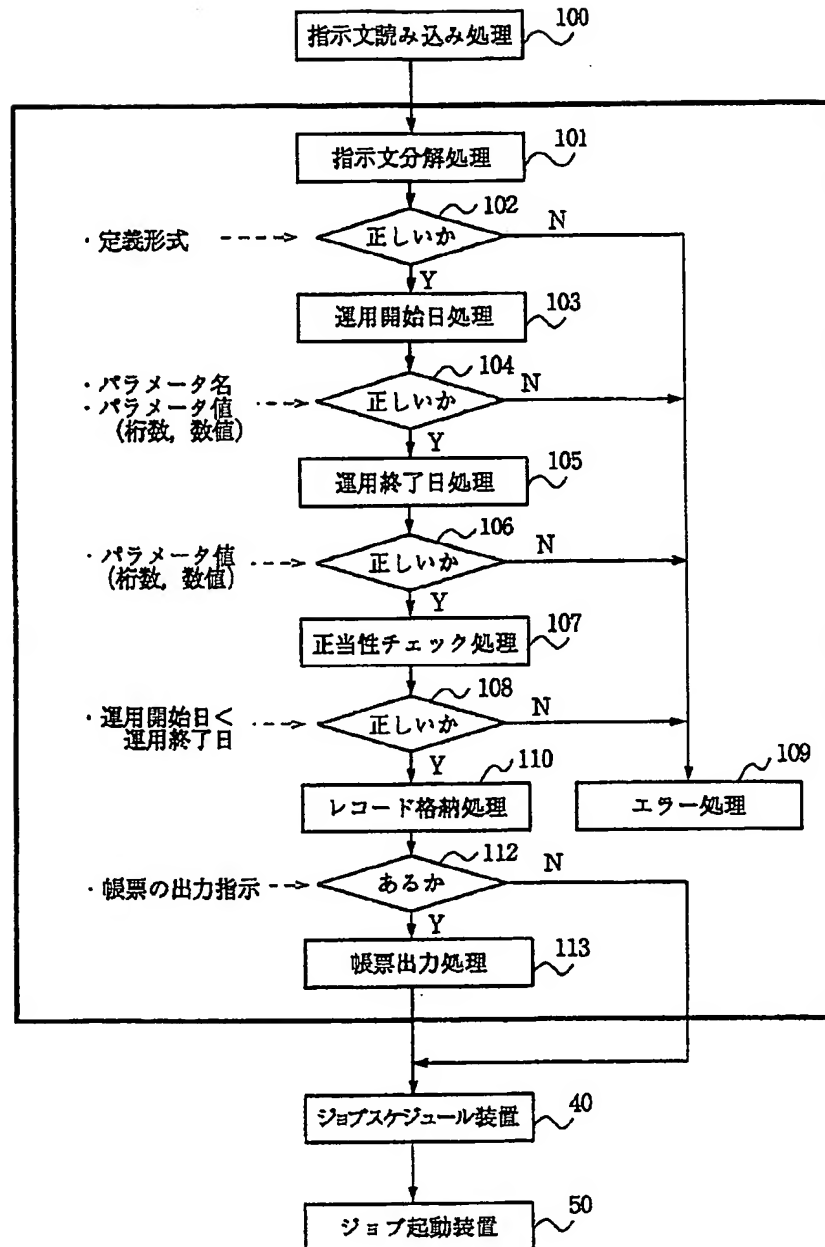 指示文読み込み処理
100
指示文分解処理
101
102
・定義形式
正しいか
N
Y
運用開始日処理
103
104
・パラメータ名
・パラメータ値
(桁数, 数値)
正しいか
N
Y
運用終了日処理
105
106
・パラメータ値
(桁数, 数値)
正しいか
N
Y
正当性チェック処理
107
108
・運用開始日<
運用終了日
正しいか
N
Y
110
レコード格納処理
109
エラー処理
112
・帳票の出力指示
あるか
N
Y
帳票出力処理
113
ジョブスケジュール装置
40
ジョブ起動装置
50